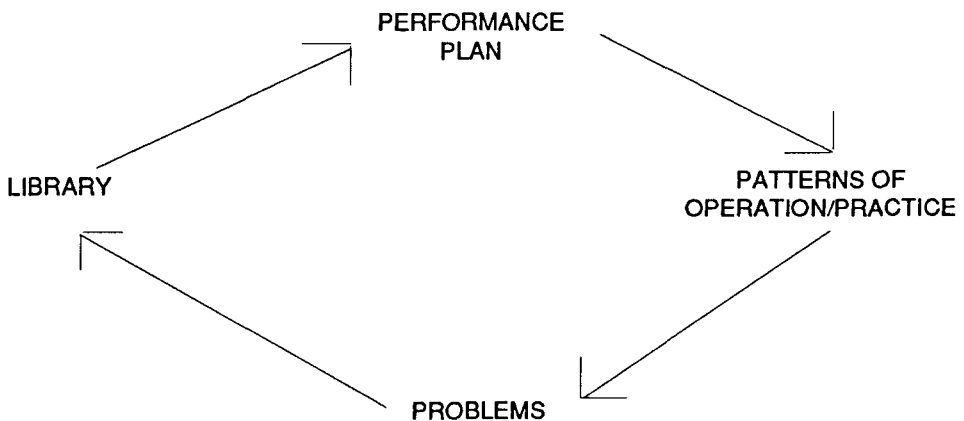 PERFORMANCE
PLAN
LIBRARY
PATTERNS OF
OPERATION/PRACTICE
PROBLEMS